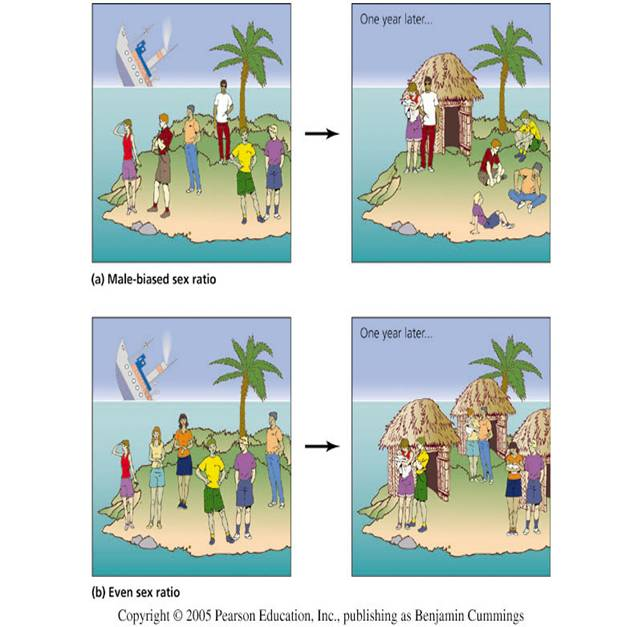 One year later...
(a) Male-biased sex ratio
One year later...
(b) Even sex ratio
Copyright © 2005 Pearson Education, Inc., publishing as Benjamin Cummings